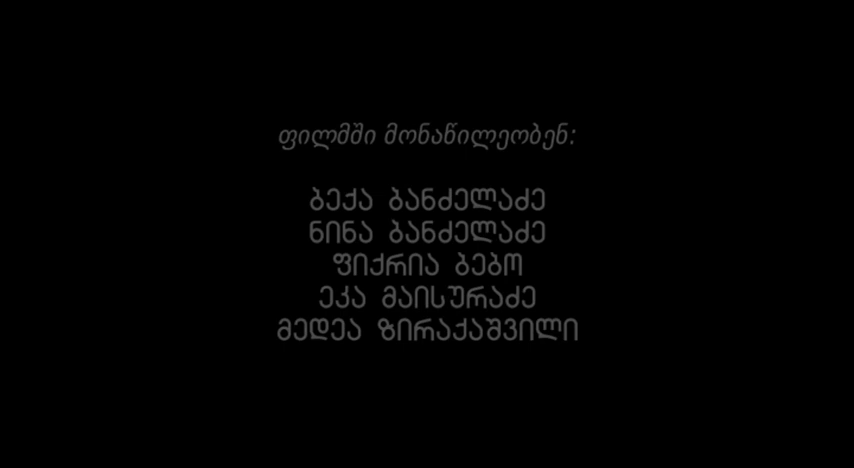 ფილმში მონაწილეობენ:
ბექა ბანძელაძე
ნინა ბანძელაძე
ფიქრია ბებო
ეკა მაისურაძე
მედეა ზირაქაშვილი